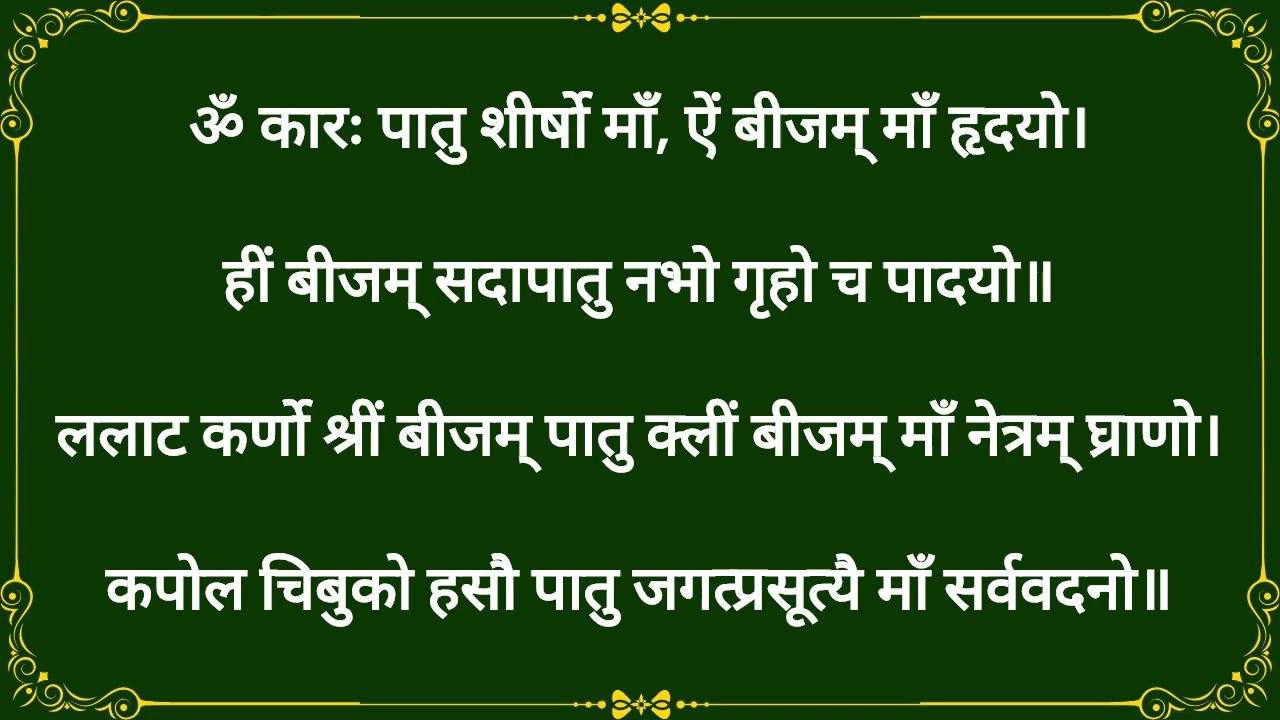 ॐ कारः पातु शीर्षो माँ, ऐं बीजम् माँ हृदयो।
हीं बीजम् सदापातु नभो गृहो च पादयो॥
ललाट कर्णो श्रीं बीजम् पातु क्लीं बीजम् माँ नेत्रम् घ्राणो।
कपोल चिबुको हसौ पातु जगत्प्रसूत्यै माँ सर्ववदनो॥